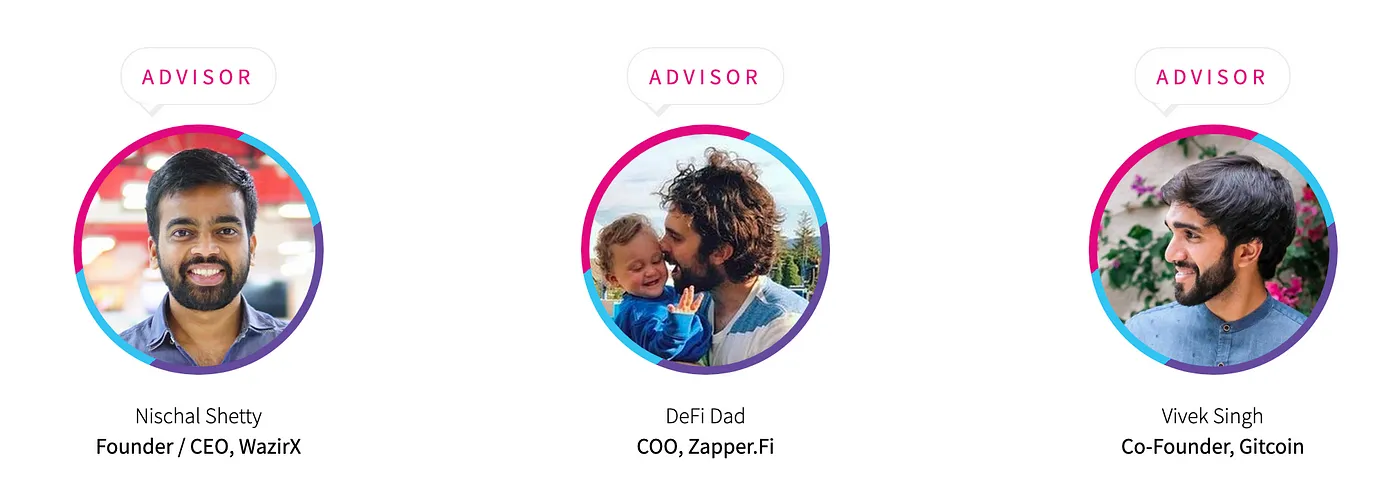 ADVISOR
ADVISOR
ADVISOR
Nischal Shetty
Founder / CEO, WazirX
DeFi Dad
COO, Zapper.Fi
Vivek Singh
Co-Founder, Gitcoin